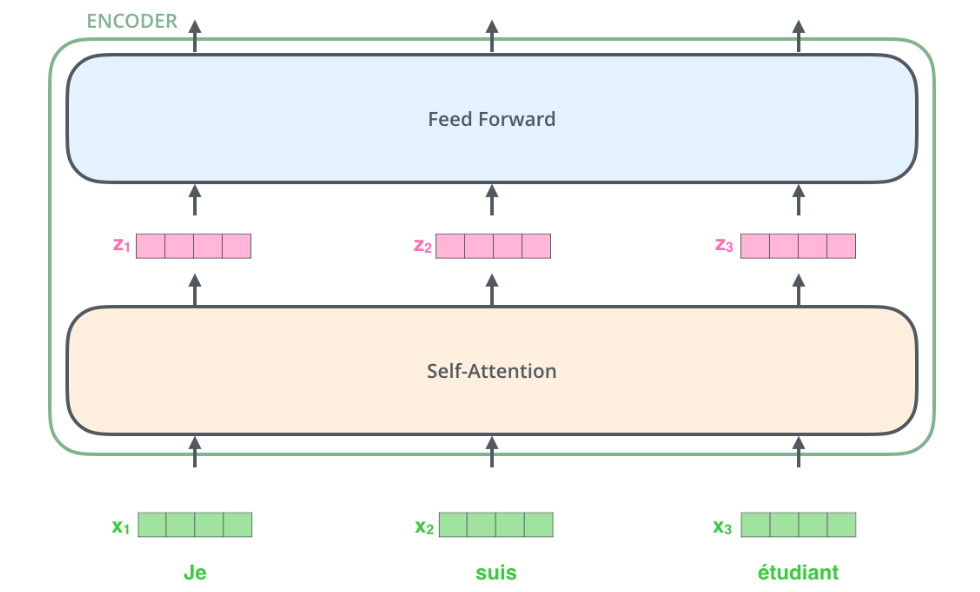 ENCODER
Feed Forward
z₁ z₂ z₃
Self-Attention
x₁ x₂ x₃
Je suis étudiant